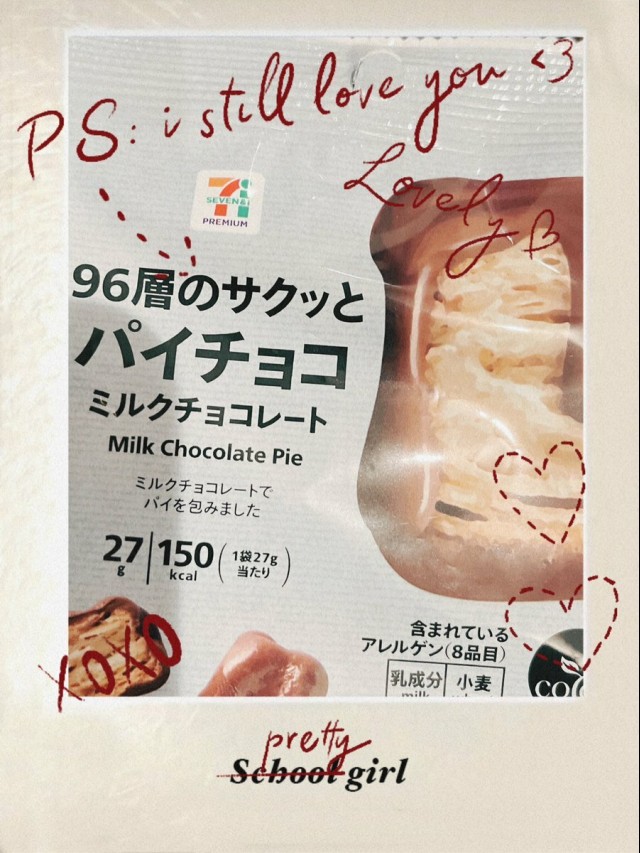 PS: i still love you <3
Lovely
SEVEN&i
PREMIUM
96層のサクッと
パイチョコ
ミルクチョコレート
Milk Chocolate Pie
ミルクチョコレートで
パイを包みました
27g 150kcal (1袋27g当たり)
含まれている
アレルゲン(8品目)
乳成分 小麦
milk
XOXO
pretty
School girl